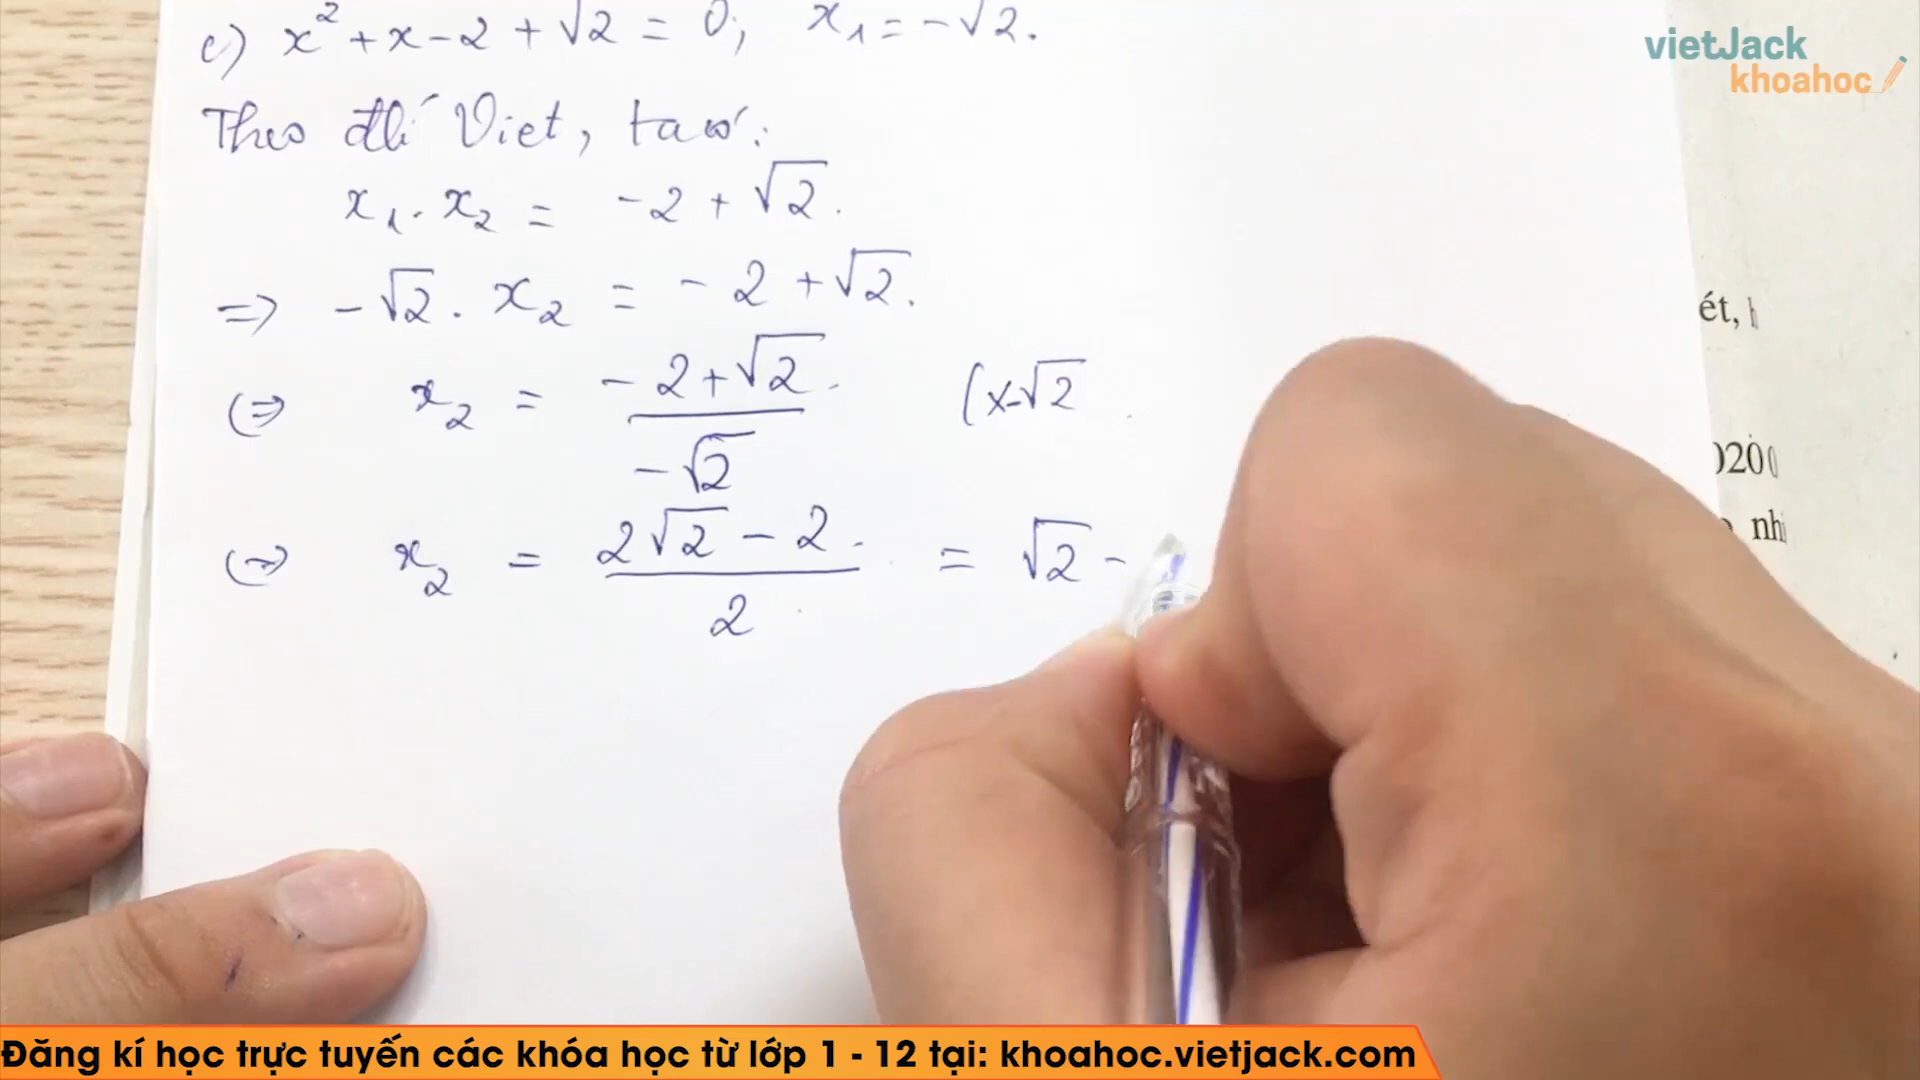 c) x² + x - 2 + √2 = 0; x₁ = -√2.
vietJack
khoahoc
Theo đlí Viet, ta có:
x₁. x₂ = -2 + √2.
ét,
=> -√2. x₂ = -2 + √2.
(=> x₂ = (-2 + √2)/(-√2) (x-√2
020
nh
(=> x₂ = (2√2 - 2)/2 = √2 -
Đăng kí học trực tuyến các khóa học từ lớp 1 - 12 tại: khoahoc.vietjack.com